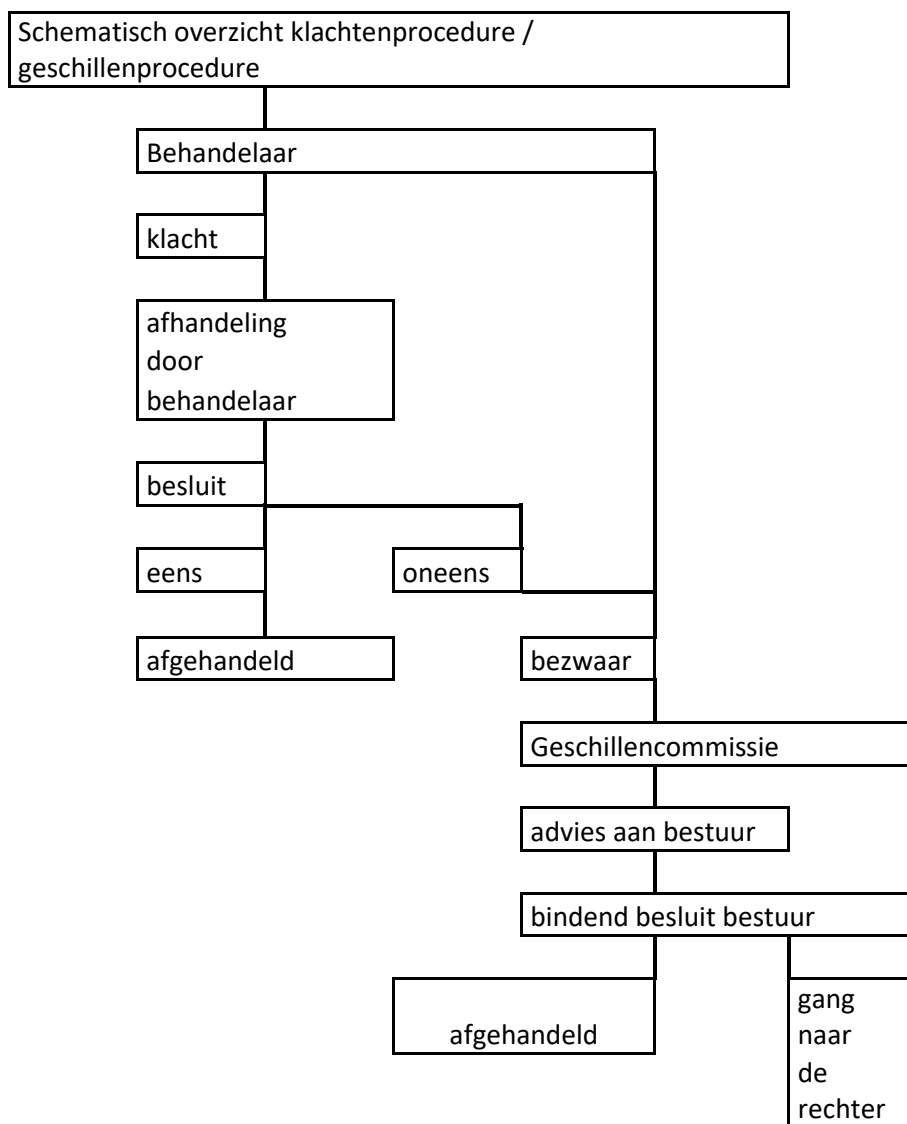 Schematisch overzicht klachtenprocedure /
geschillenprocedure
Behandelaar
klacht
afhandeling
door
behandelaar
besluit
eens
oneens
afgehandeld
bezwaar
Geschillencommissie
advies aan bestuur
bindend besluit bestuur
afgehandeld
gang
naar
de
rechter